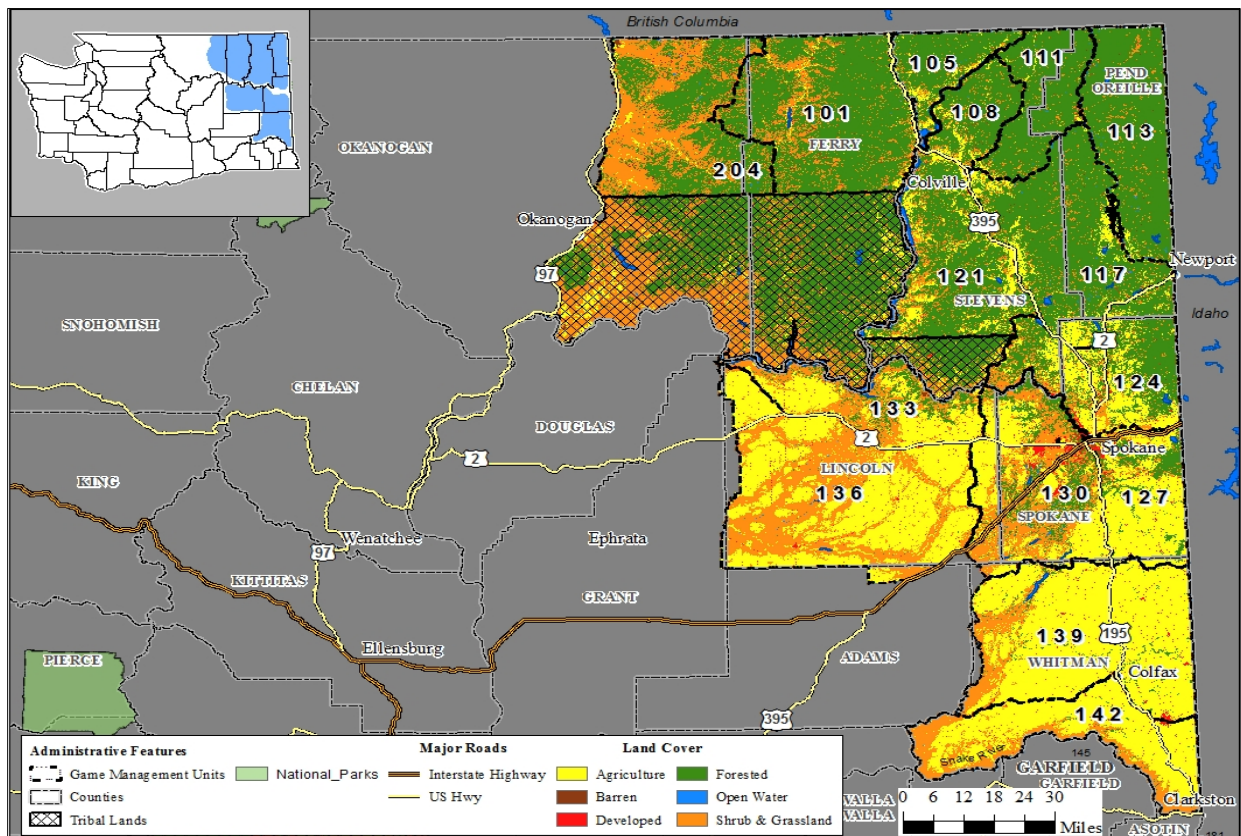 British Columbia
105
111
PEND
OREILLE
101
108
113
FERRY
OKANOGAN
204
Colville
Okanogan
395
97
121
117
Newport
STEVENS
SNOHOMISH
Idaho
2
CHELAN
124
133
DOUGLAS
2
2
Spokane
LINCOLN
KING
136
130
127
SPOKANE
Wenatchee
Ephrata
97
KITTITAS
GRANT
195
139
Ellensburg
PIERCE
ADAMS
WHITMAN
Colfax
142
395
Snake River
145
GARFIELD
GARFIELD
Clarkston
VALLA
VALLA
ASOTIN
181
Administrative Features
Game Management Units
National_Parks
Counties
Tribal Lands
Major Roads
Interstate Highway
US Hwy
Land Cover
Agriculture
Forested
Barren
Open Water
Developed
Shrub & Grassland
0 6 12 18 24 30
Miles